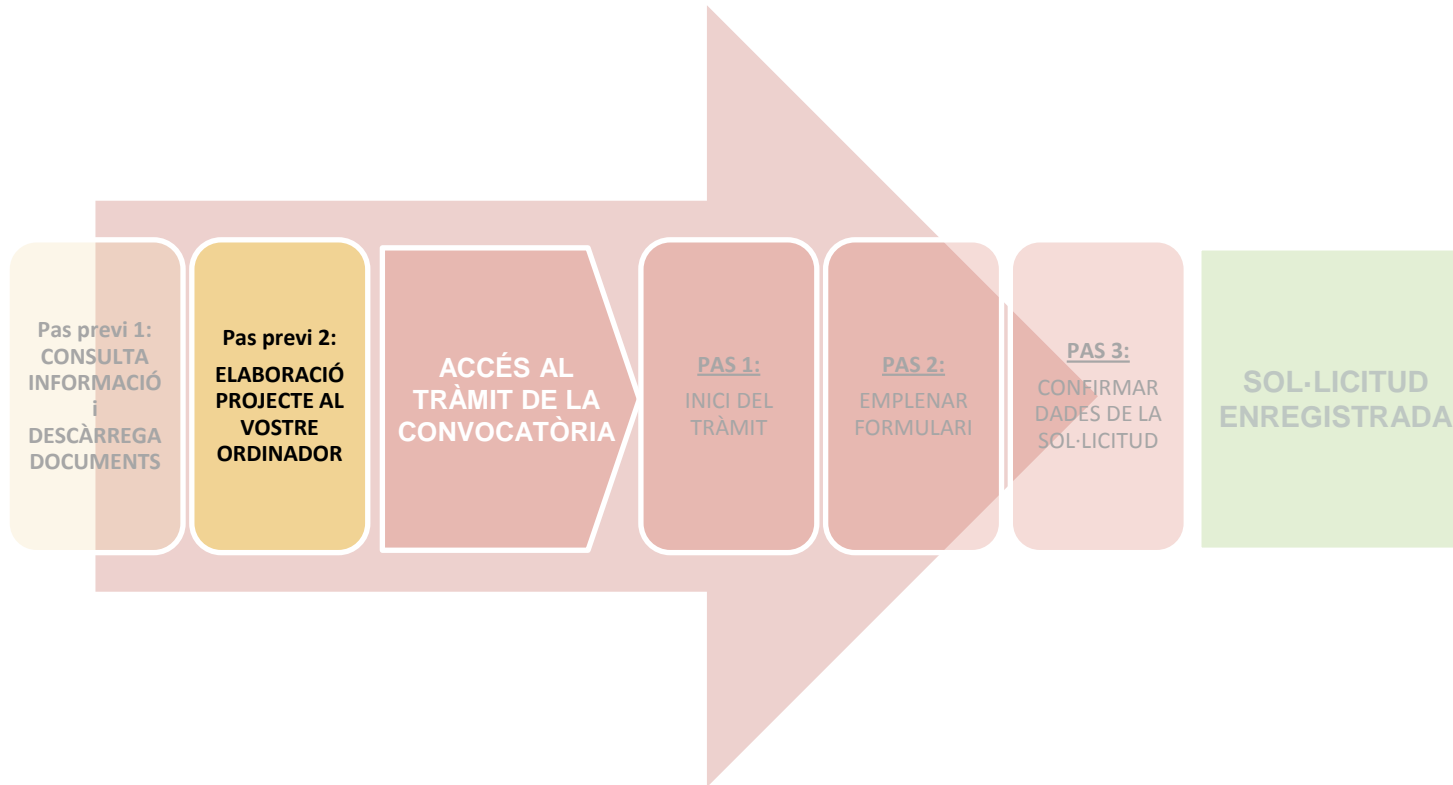 Pas previ 1:
CONSULTA
INFORMACIÓ
i
DESCÀRREGA
DOCUMENTS
Pas previ 2:
ELABORACIÓ
PROJECTE AL
VOSTRE
ORDINADOR
ACCÉS AL
TRÀMIT DE LA
CONVOCATÒRIA
PAS 1:
INICI DEL
TRÀMIT
PAS 2:
EMPLENAR
FORMULARI
PAS 3:
CONFIRMAR
DADES DE LA
SOL·LICITUD
SOL·LICITUD
ENREGISTRADA